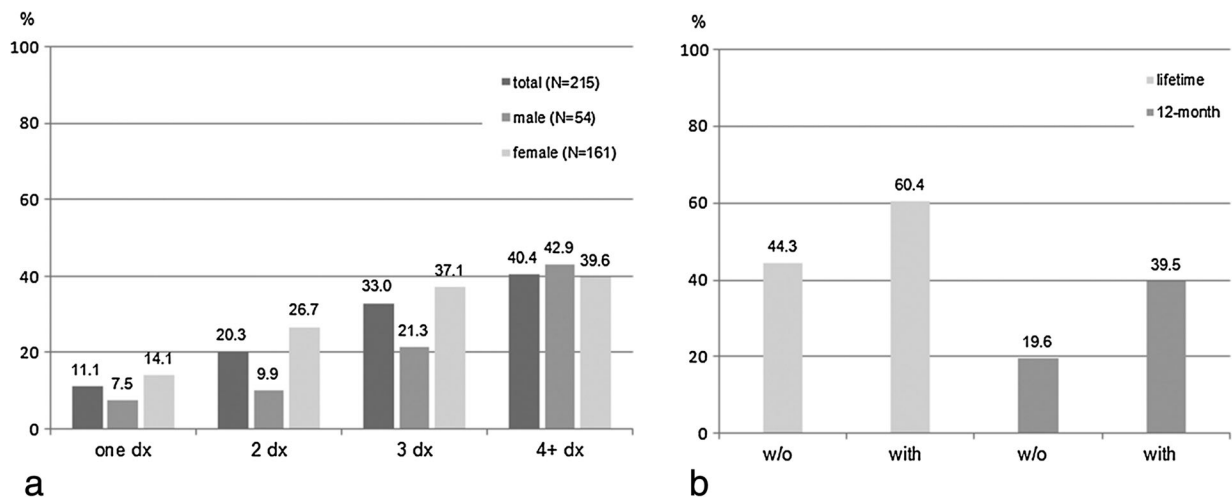 %
100
80
60
40
20
0
total (N=215)
male (N=54)
female (N=161)
11.1 7.5 14.1
20.3 9.9 26.7
33.0 21.3 37.1
40.4 42.9 39.6
one dx 2 dx 3 dx 4+ dx
a
%
100
80
60
40
20
0
lifetime
12-month
44.3 60.4 19.6 39.5
w/o with w/o with
b